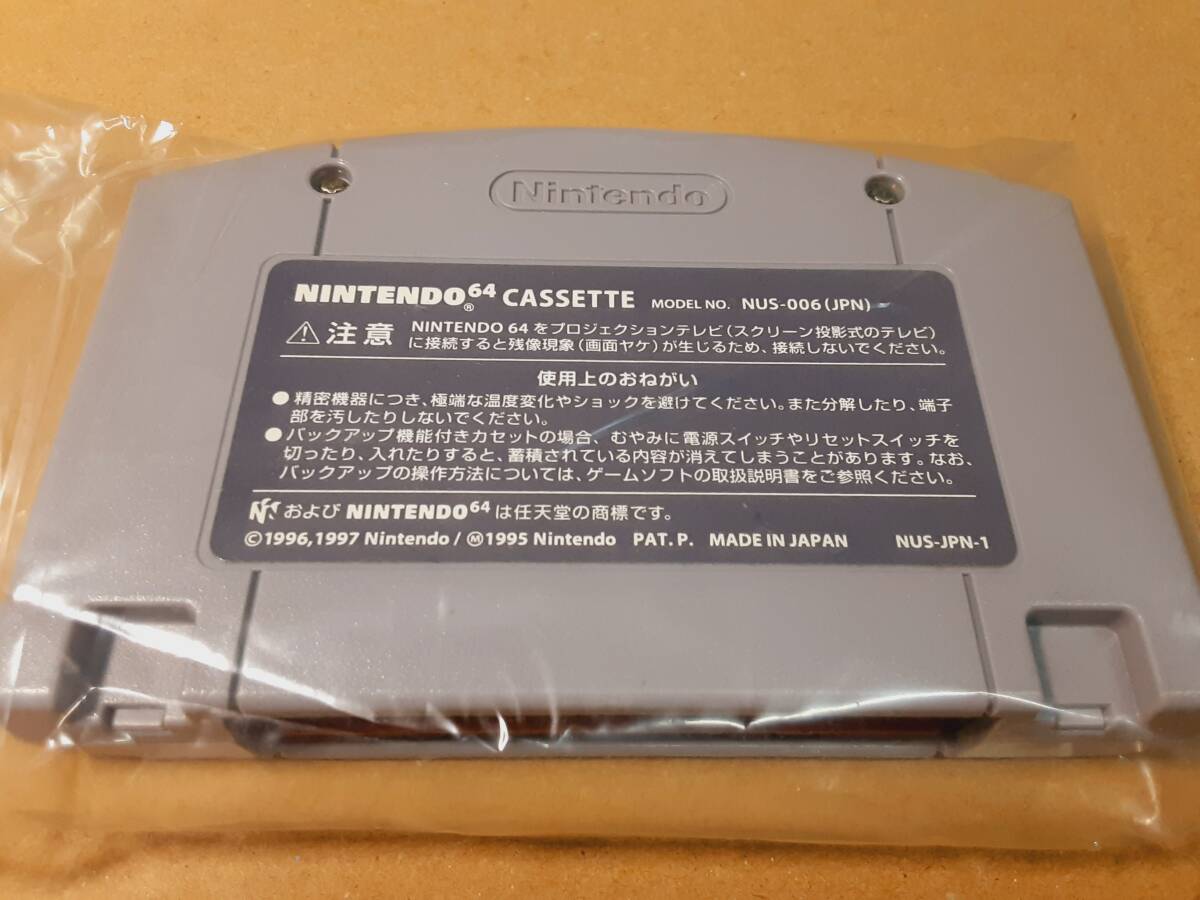 Nintendo
NINTENDO64® CASSETTE MODEL NO. NUS-006(JPN)
⚠注意 NINTENDO 64 をプロジェクションテレビ(スクリーン投影式のテレビ)
に接続すると残像現象(画面ヤケ)が生じるため、接続しないでください。
使用上のおねがい
●精密機器につき、極端な温度変化やショックを避けてください。また分解したり、端子
部を汚したりしないでください。
●バックアップ機能付きカセットの場合、むやみに電源スイッチやリセットスイッチを
切ったり、入れたりすると、蓄積されている内容が消えてしまうことがあります。なお、
バックアップの操作方法については、ゲームソフトの取扱説明書をご参照ください。
および NINTENDO64 は任天堂の商標です。
©1996,1997 Nintendo/Ⓜ1995 Nintendo PAT.P. MADE IN JAPAN NUS-JPN-1